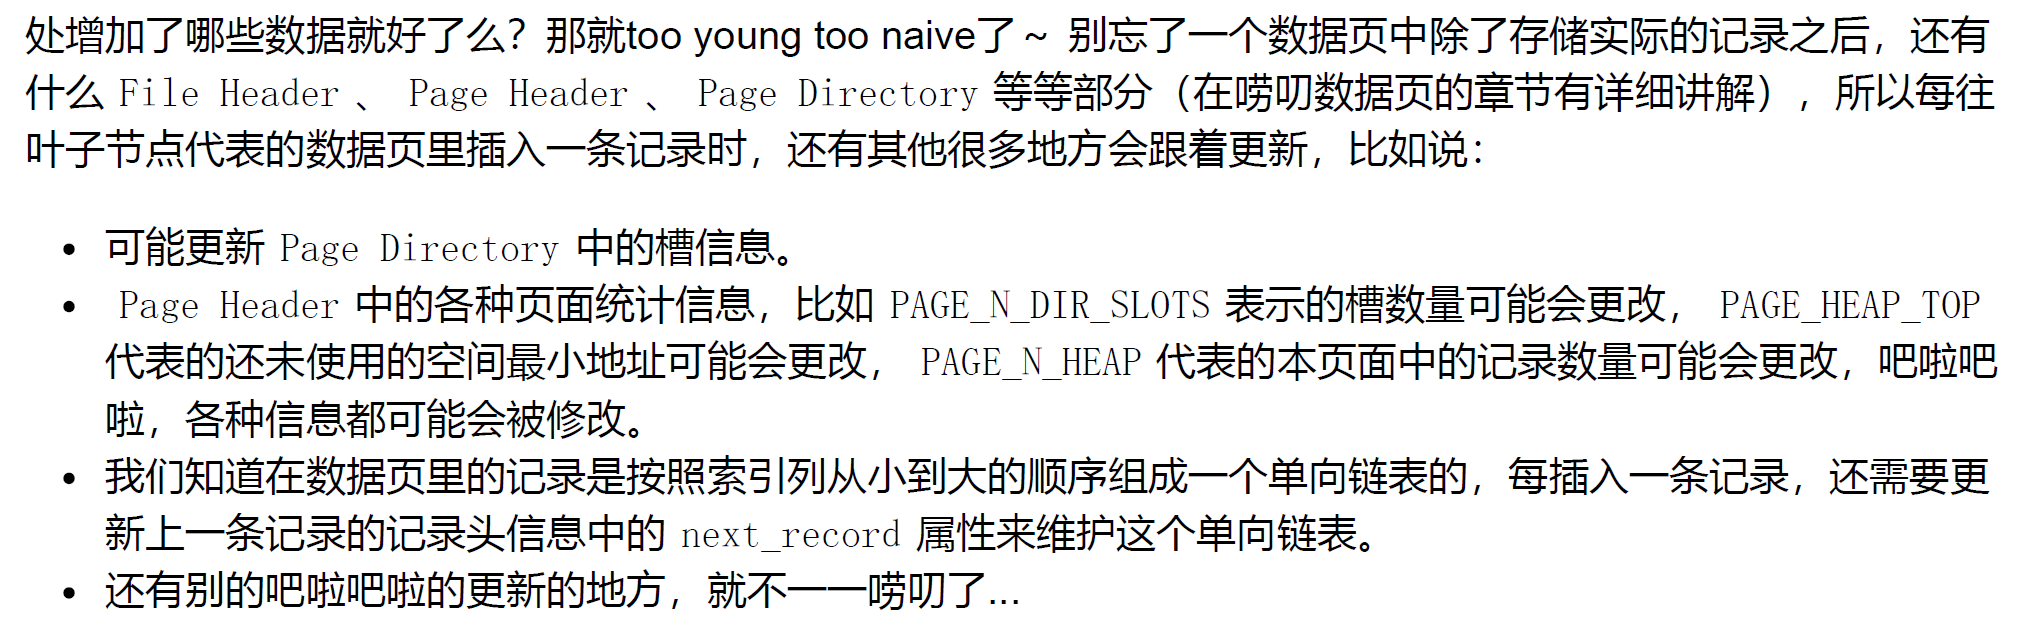 处增加了哪些数据就好了么？那就too young too naive了～ 别忘了一个数据页中除了存储实际的记录之后，还有
什么 File Header 、 Page Header 、 Page Directory 等等部分（在唠叨数据页的章节有详细讲解），所以每往
叶子节点代表的数据页里插入一条记录时，还有其他很多地方会跟着更新，比如说：
• 可能更新 Page Directory 中的槽信息。
• Page Header 中的各种页面统计信息，比如 PAGE_N_DIR_SLOTS 表示的槽数量可能会更改， PAGE_HEAP_TOP
代表的还未使用的空间最小地址可能会更改， PAGE_N_HEAP 代表的本页面中的记录数量可能会更改，吧啦吧
啦，各种信息都可能会被修改。
• 我们知道在数据页里的记录是按照索引列从小到大的顺序组成一个单向链表的，每插入一条记录，还需要更
新上一条记录的记录头信息中的 next_record 属性来维护这个单向链表。
• 还有别的吧啦吧啦的更新的地方，就不一一唠叨了...